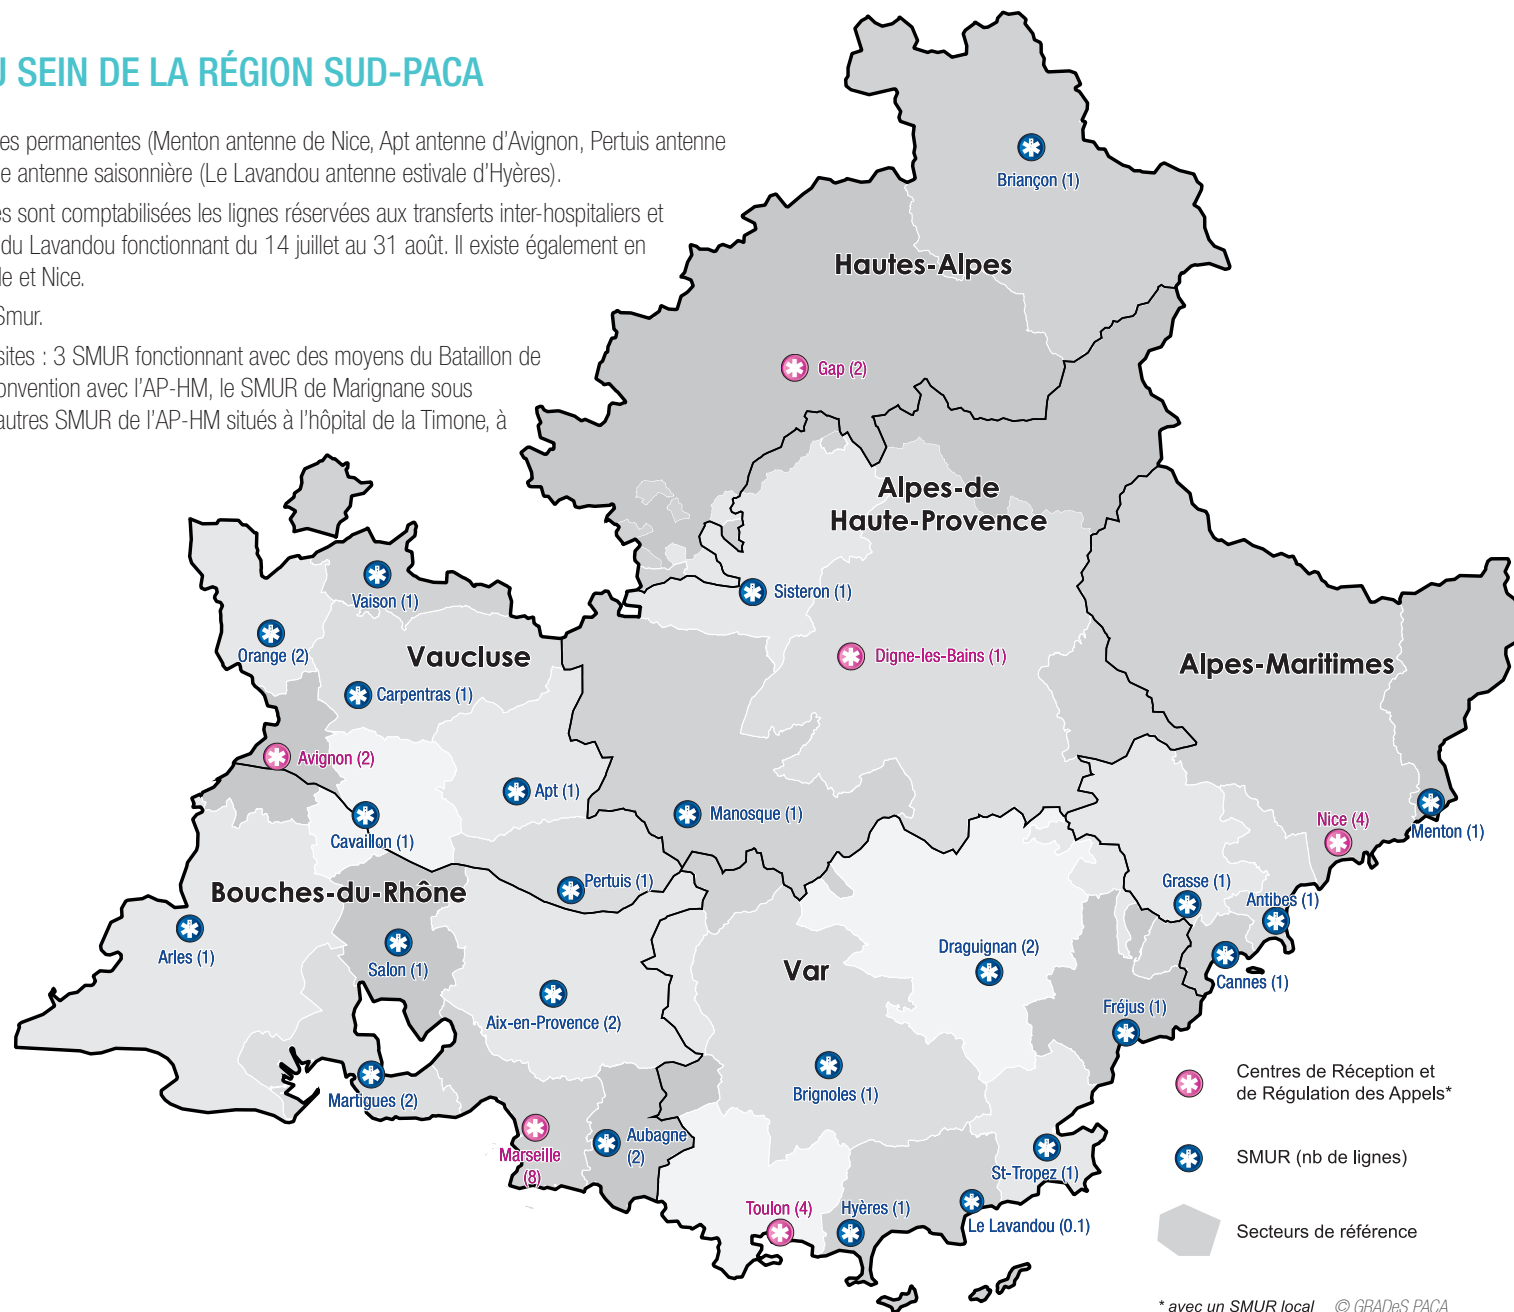 U SEIN DE LA RÉGION SUD-PACA
es permanentes (Menton antenne de Nice, Apt antenne d'Avignon, Pertuis antenne
e antenne saisonnière (Le Lavandou antenne estivale d'Hyères).
es sont comptabilisées les lignes réservées aux transferts inter-hospitaliers et
du Lavandou fonctionnant du 14 juillet au 31 août. Il existe également en
le et Nice.
Smur.
sites : 3 SMUR fonctionnant avec des moyens du Bataillon de
convention avec l'AP-HM, le SMUR de Marignane sous
autres SMUR de l'AP-HM situés à l'hôpital de la Timone, à
Briançon (1)
Hautes-Alpes
Gap (2)
Alpes-de
Haute-Provence
Sisteron (1)
Vaison (1)
Orange (2)
Vaucluse
Digne-les-Bains (1)
Alpes-Maritimes
Carpentras (1)
Avignon (2)
Apt (1)
Manosque (1)
Cavaillon (1)
Nice (4)
Menton (1)
Pertuis (1)
Bouches-du-Rhône
Grasse (1)
Antibes (1)
Arles (1)
Salon (1)
Draguignan (2)
Var
Cannes (1)
Aix-en-Provence (2)
Fréjus (1)
Martigues (2)
Brignoles (1)
Aubagne
(2)
Marseille
(8)
St-Tropez (1)
Toulon (4)
Hyères (1)
Le Lavandou (0.1)
Centres de Réception et
de Régulation des Appels*
SMUR (nb de lignes)
Secteurs de référence
* avec un SMUR local © GRADeS PACA